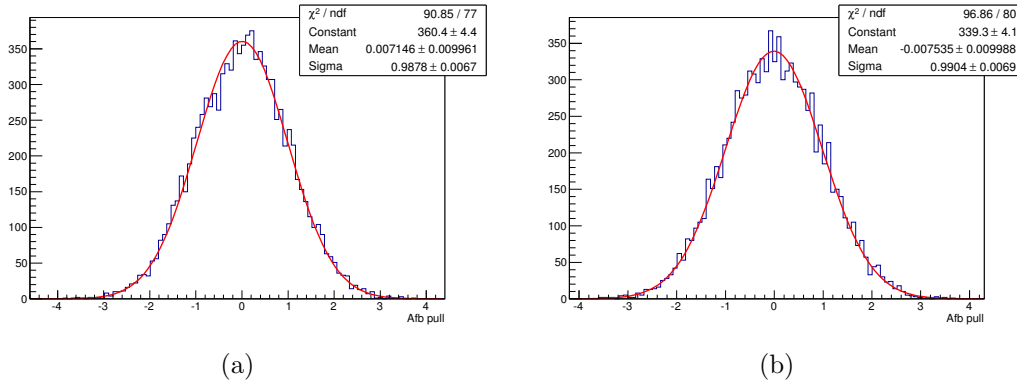 χ² / ndf 90.85 / 77
Constant 360.4 ± 4.4
Mean 0.007146 ± 0.009961
Sigma 0.9878 ± 0.0067
350
300
250
200
150
100
50
0
-4 -3 -2 -1 0 1 2 3 4
Afb pull
(a)
χ² / ndf 96.86 / 80
Constant 339.3 ± 4.1
Mean -0.007535 ± 0.009988
Sigma 0.9904 ± 0.0069
350
300
250
200
150
100
50
0
-4 -3 -2 -1 0 1 2 3 4
Afb pull
(b)